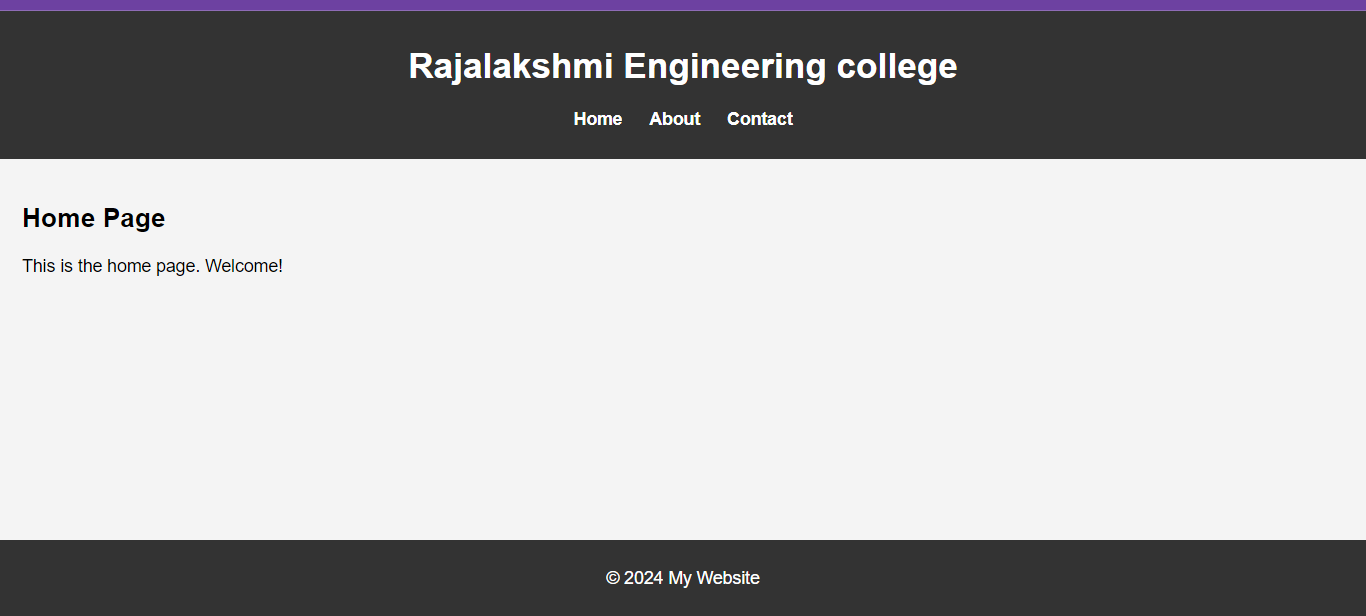 Rajalakshmi Engineering college
Home About Contact
Home Page
This is the home page. Welcome!
© 2024 My Website